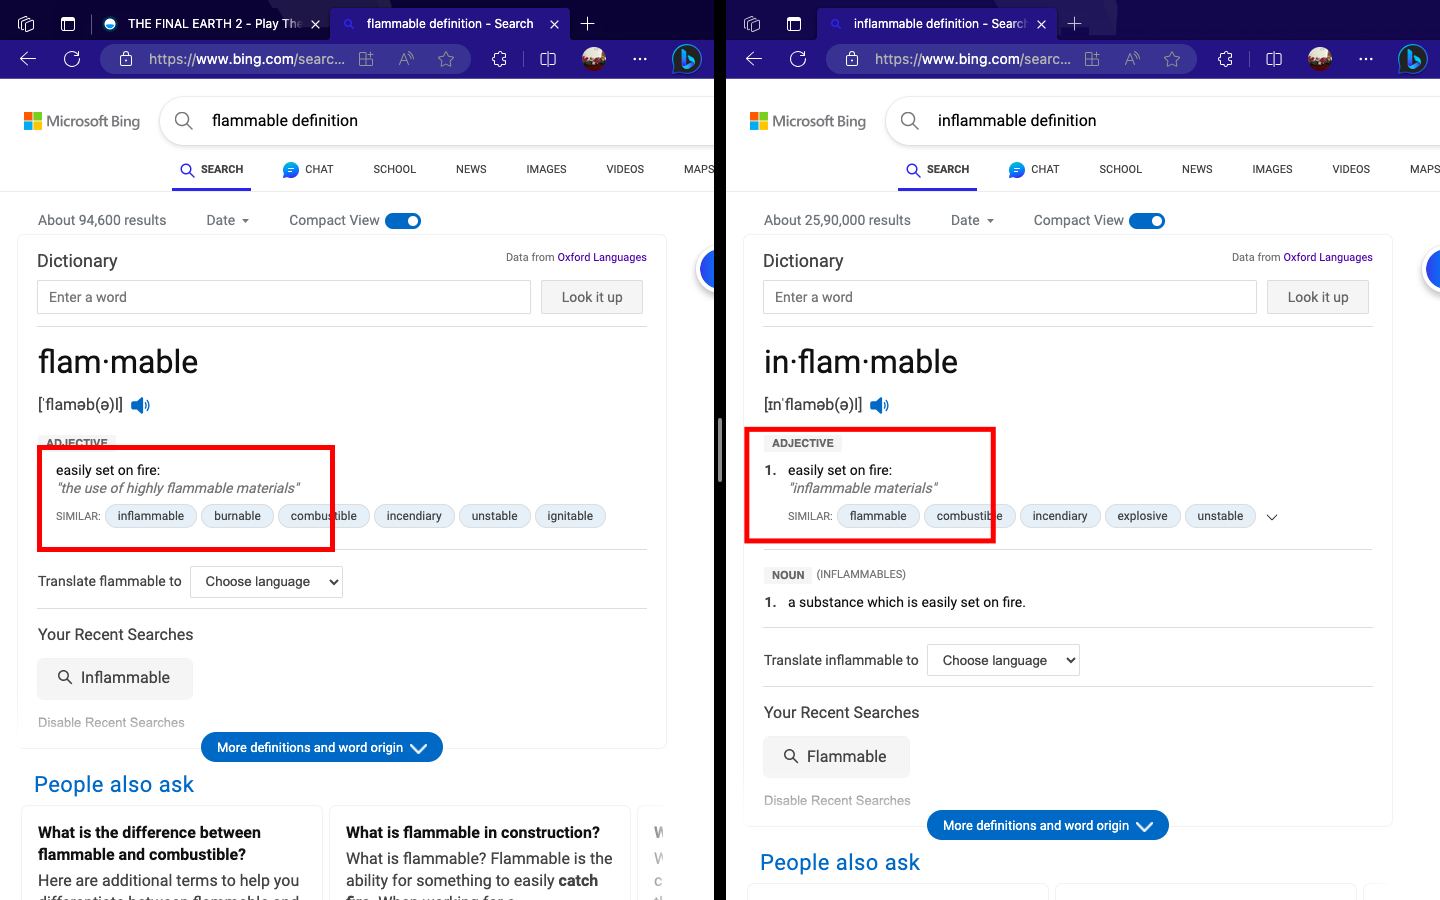 THE FINAL EARTH 2 - Play The
flammable definition - Search
https://www.bing.com/searc...
Microsoft Bing
flammable definition
SEARCH
CHAT
SCHOOL
NEWS
IMAGES
VIDEOS
MAPS
About 94,600 results
Date
Compact View
Dictionary
Data from Oxford Languages
Enter a word
Look it up
flam·mable
[ˈflaməb(ə)l]
ADJECTIVE
easily set on fire:
"the use of highly flammable materials"
SIMILAR: inflammable burnable combustible incendiary unstable ignitable
Translate flammable to Choose language
Your Recent Searches
Inflammable
Disable Recent Searches
More definitions and word origin
People also ask
What is the difference between
flammable and combustible?
Here are additional terms to help you
differentiate between flammable and
What is flammable in construction?
What is flammable? Flammable is the
ability for something to easily catch
fire. When working for a
inflammable definition - Search
https://www.bing.com/searc...
Microsoft Bing
inflammable definition
SEARCH
CHAT
SCHOOL
NEWS
IMAGES
VIDEOS
MAPS
About 25,90,000 results
Date
Compact View
Dictionary
Data from Oxford Languages
Enter a word
Look it up
in·flam·mable
[ɪnˈflaməb(ə)l]
ADJECTIVE
1. easily set on fire:
"inflammable materials"
SIMILAR: flammable combustible incendiary explosive unstable
NOUN (INFLAMMABLES)
1. a substance which is easily set on fire.
Translate inflammable to Choose language
Your Recent Searches
Flammable
Disable Recent Searches
More definitions and word origin
People also ask